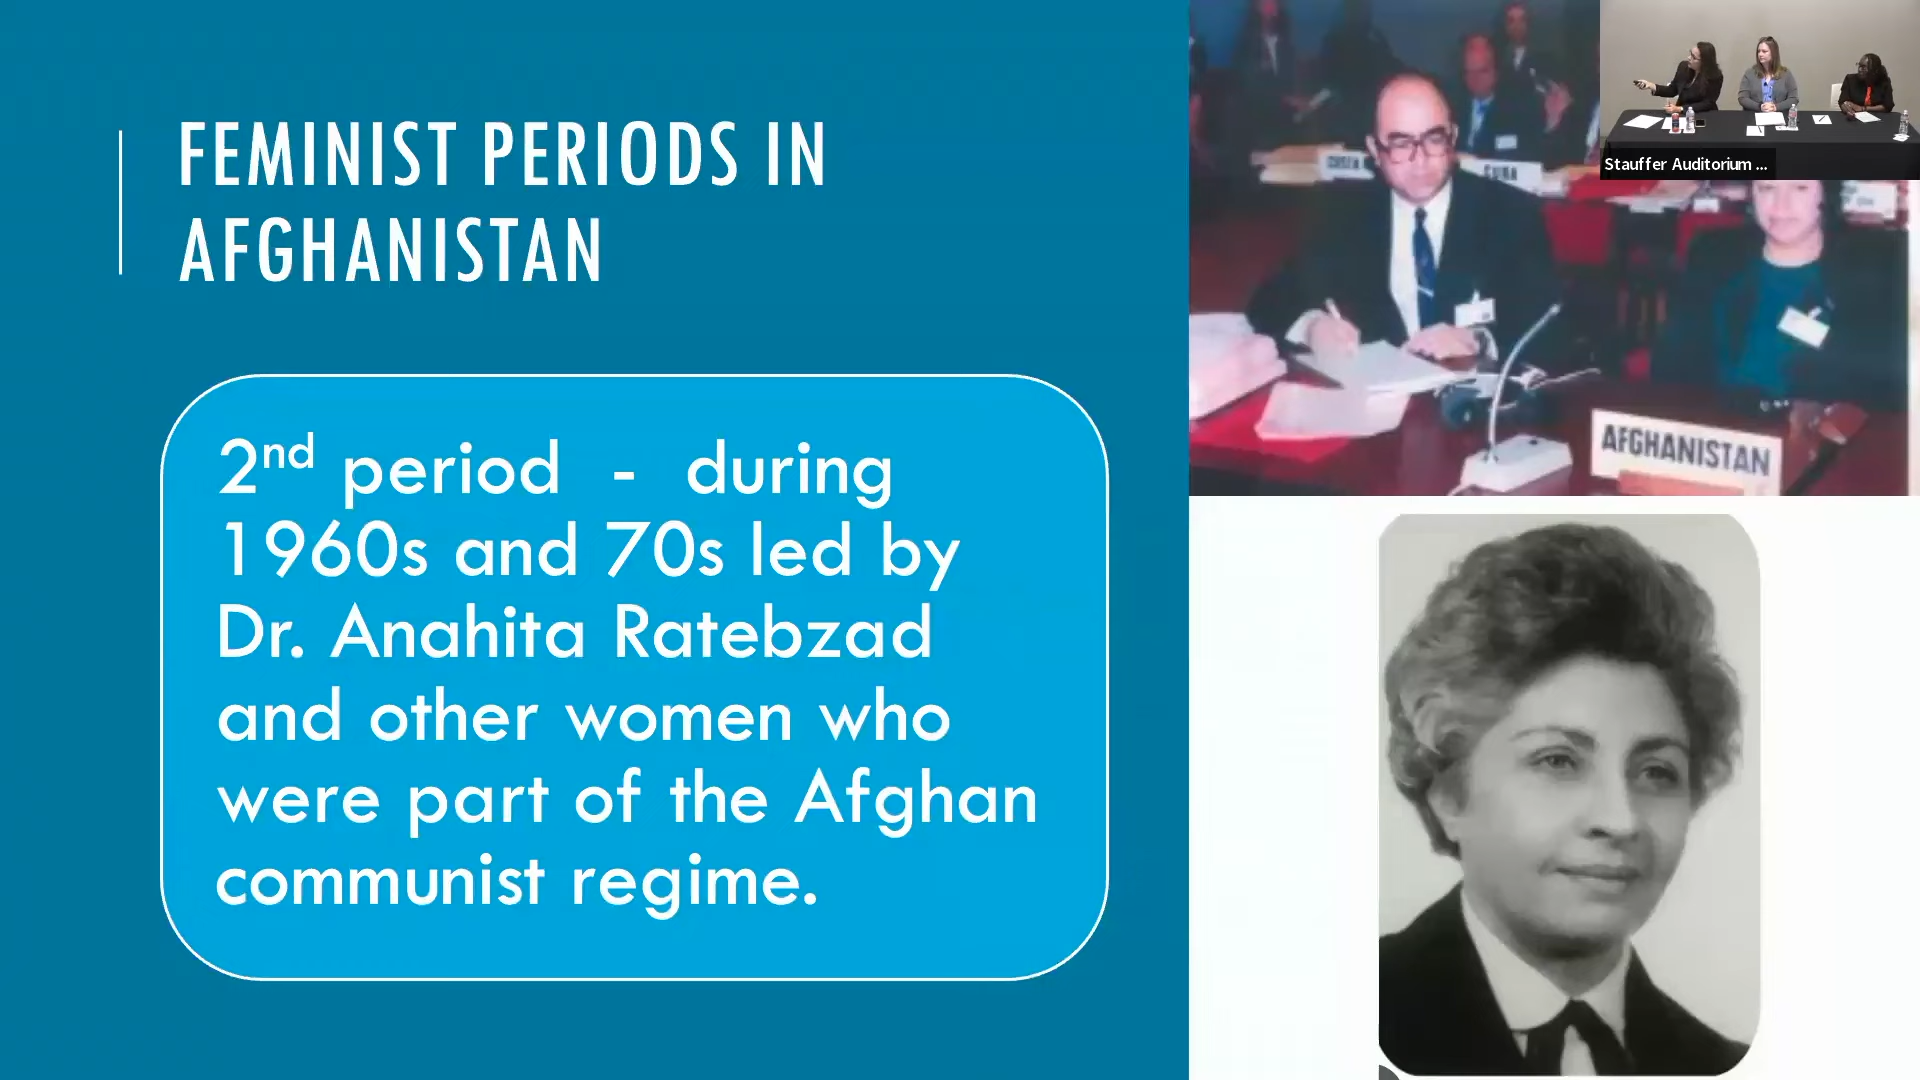 FEMINIST PERIODS IN
AFGHANISTAN
2nd period - during
1960s and 70s led by
Dr. Anahita Ratebzad
and other women who
were part of the Afghan
communist regime.
CUBA
AFGHANISTAN
Stauffer Auditorium ...